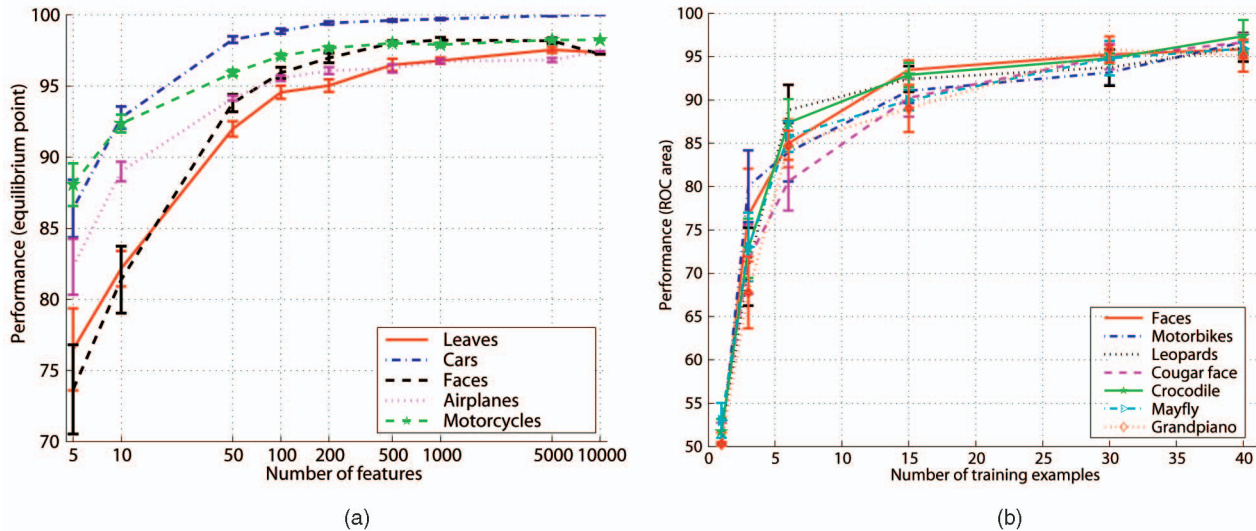 Performance (equilibrium point)
100
95
90
85
80
75
70
5 10 50 100 200 500 1000 5000 10000
Number of features
Leaves
Cars
Faces
Airplanes
Motorcycles
(a)
Performance (ROC area)
100
95
90
85
80
75
70
65
60
55
50
0 5 10 15 20 25 30 35 40
Number of training examples
Faces
Motorbikes
Leopards
Cougar face
Crocodile
Mayfly
Grandpiano
(b)